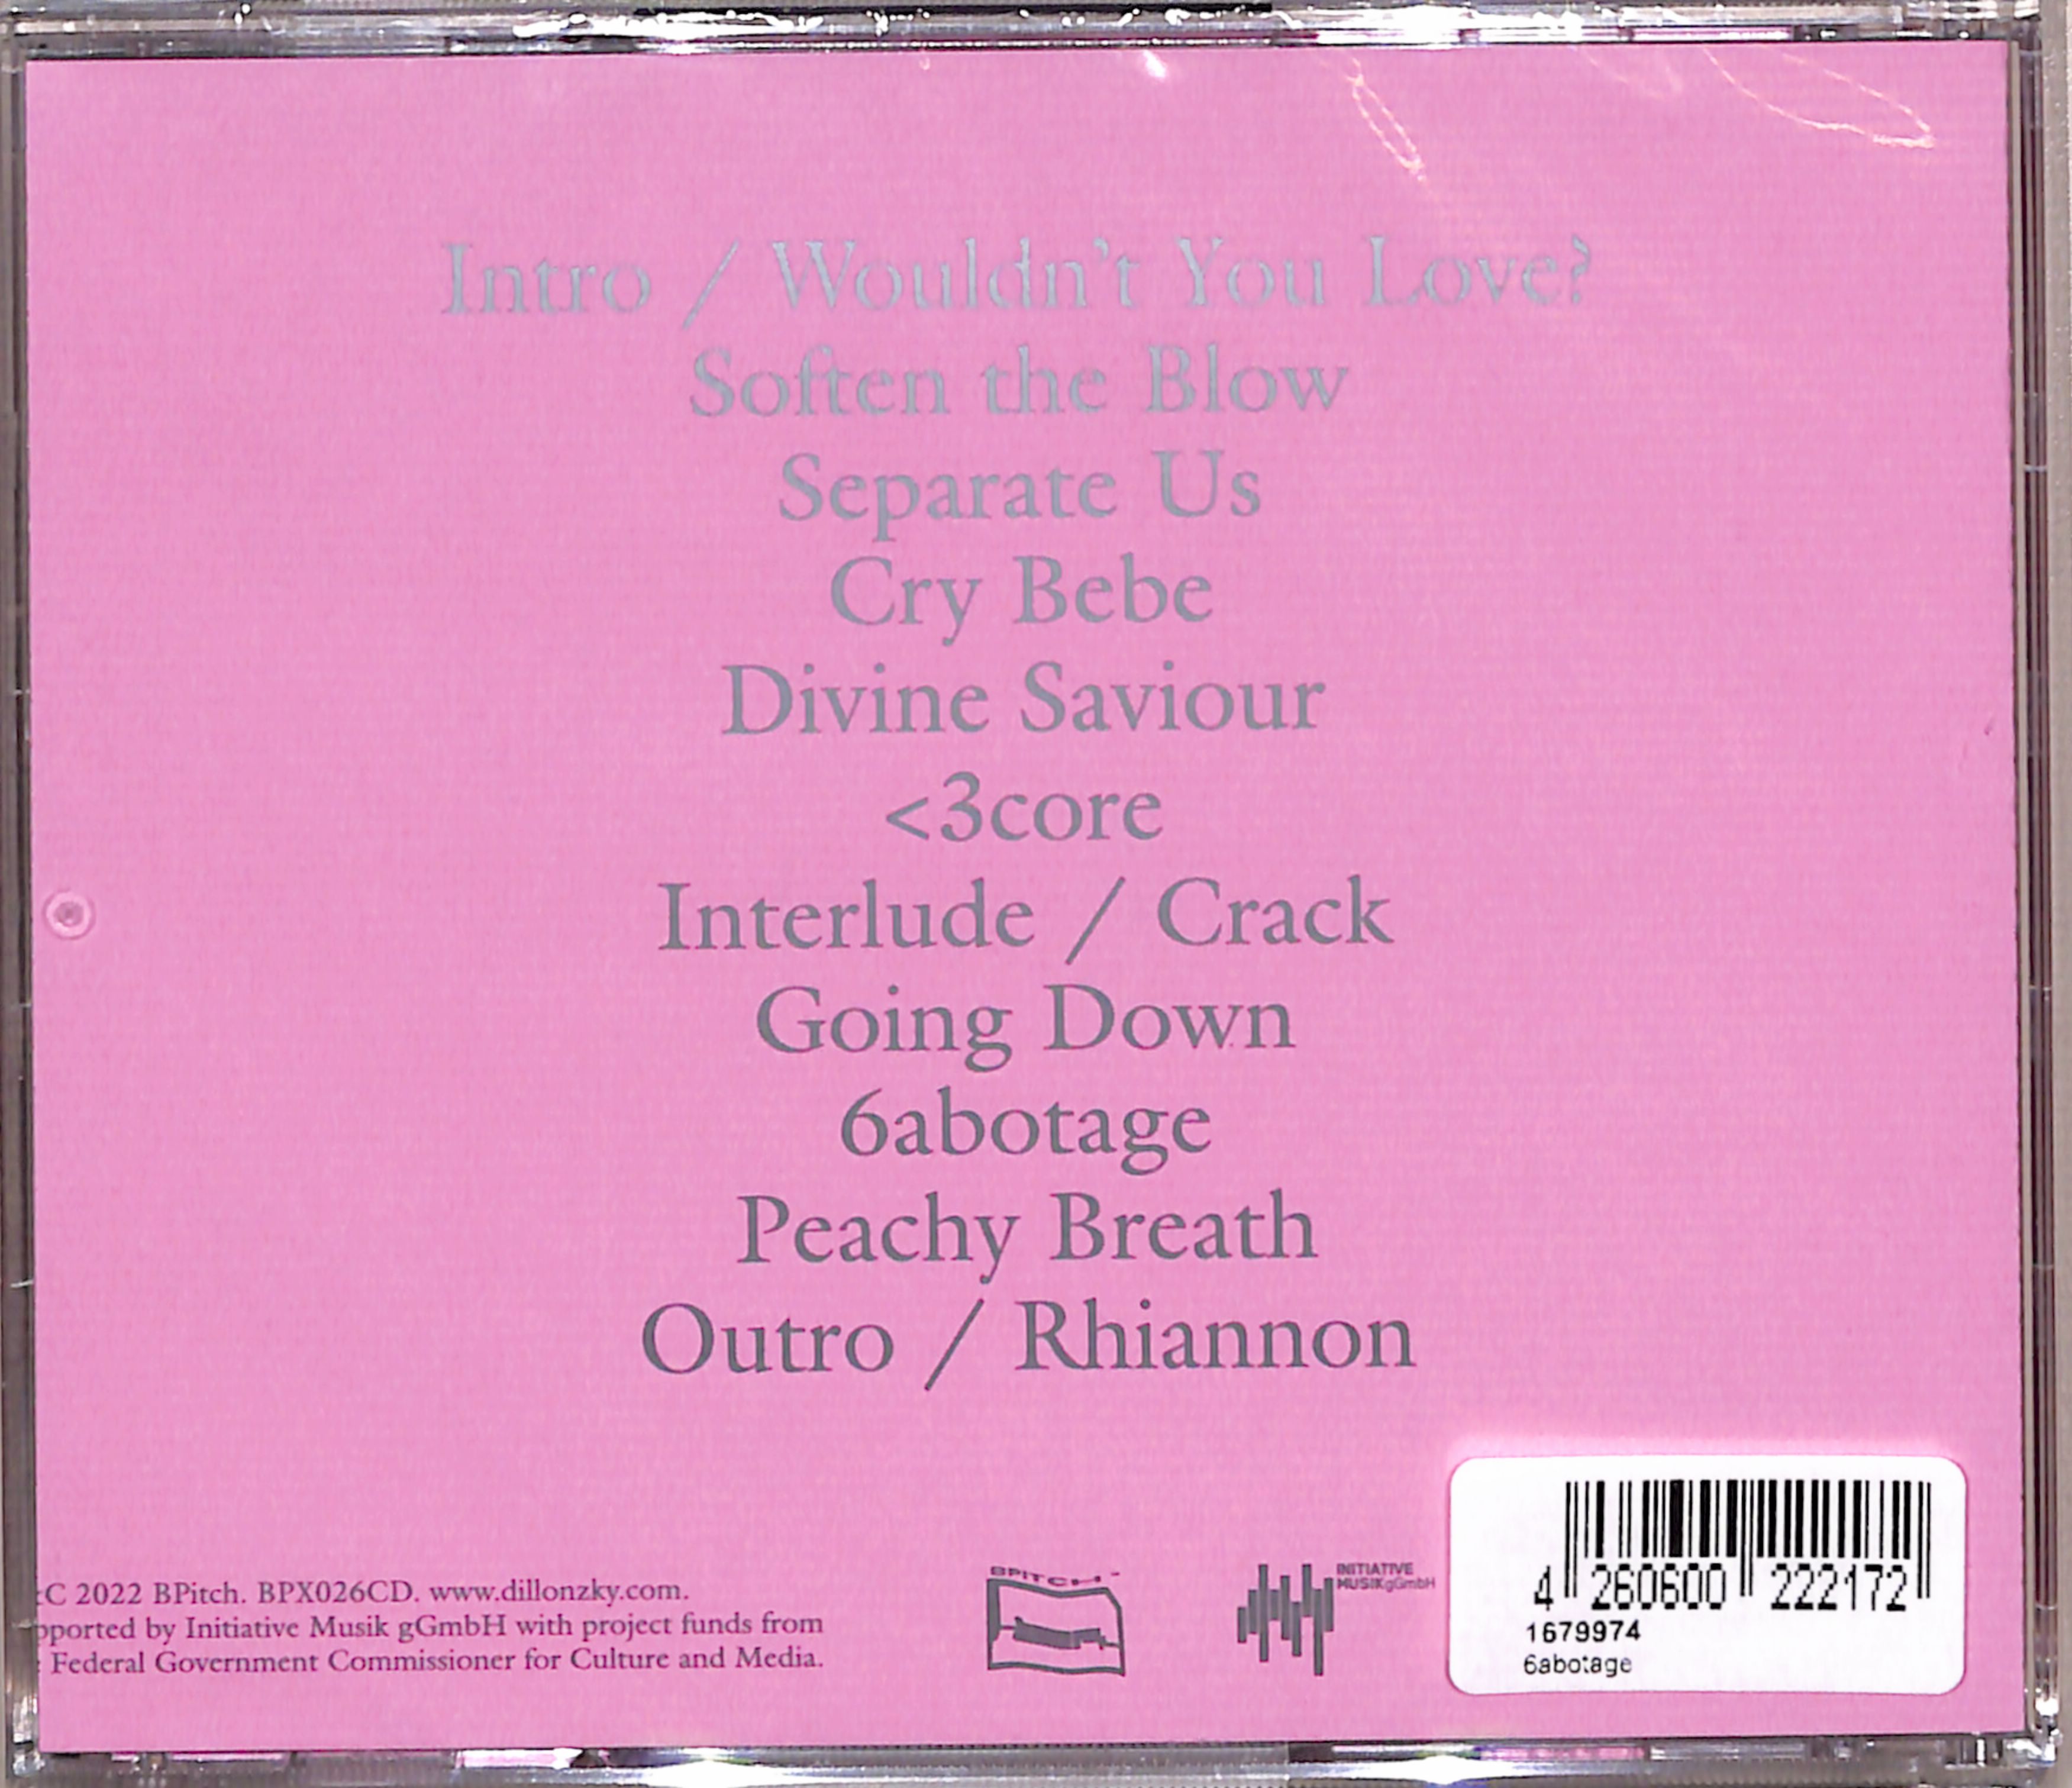 Intro / Wouldn't You Love?
Soften the Blow
Separate Us
Cry Bebe
Divine Saviour
<3core
Interlude / Crack
Going Down
6abotage
Peachy Breath
Outro / Rhiannon
C 2022 BPitch. BPX026CD. www.dillonzky.com.
pported by Initiative Musik gGmbH with project funds from
Federal Government Commissioner for Culture and Media.
BPITCH
INITIATIVE
MUSIKgGmbH
4 260600 222172
1679974
6abotage